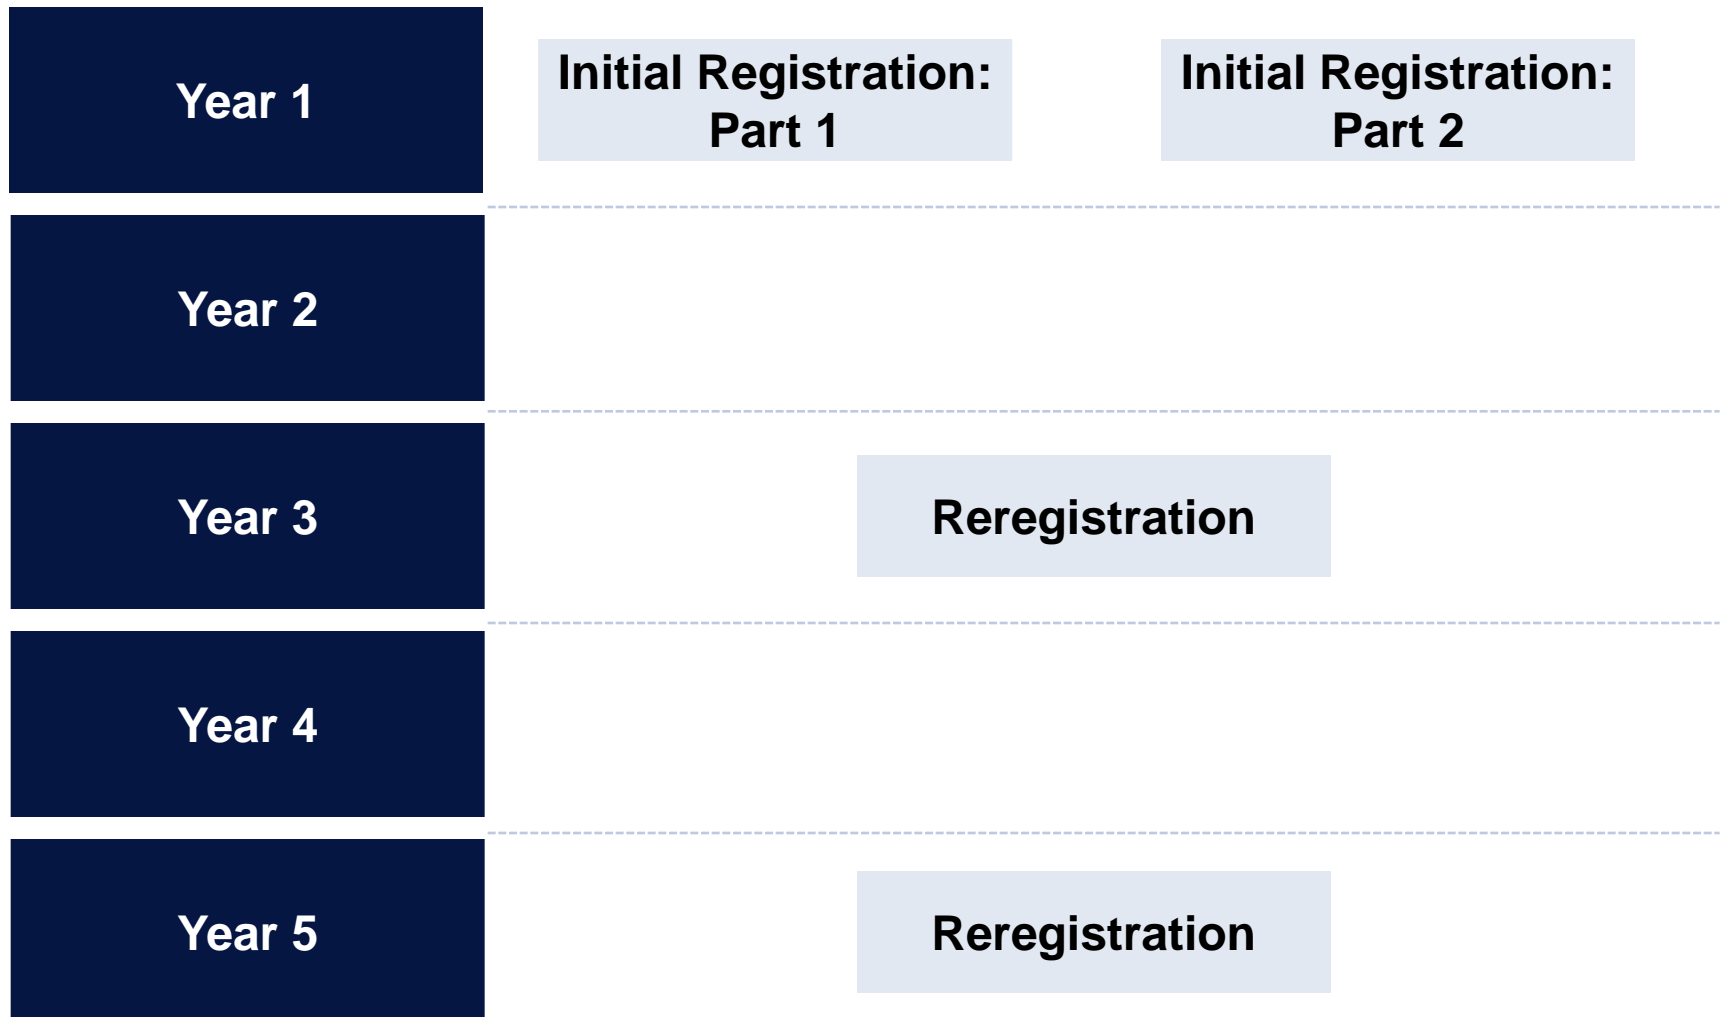 Year 1
Initial Registration:
Part 1
Initial Registration:
Part 2
Year 2
Year 3
Reregistration
Year 4
Year 5
Reregistration